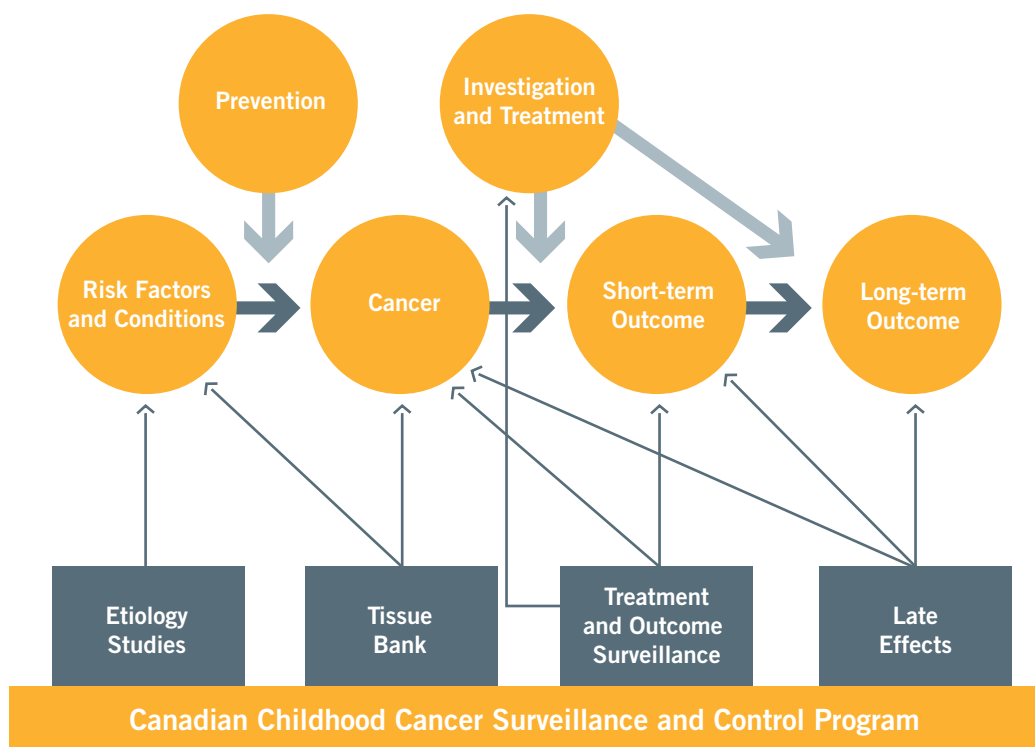 Prevention
Investigation
and Treatment
Risk Factors
and Conditions
Cancer
Short-term
Outcome
Long-term
Outcome
Etiology
Studies
Tissue
Bank
Treatment
and Outcome
Surveillance
Late
Effects
Canadian Childhood Cancer Surveillance and Control Program